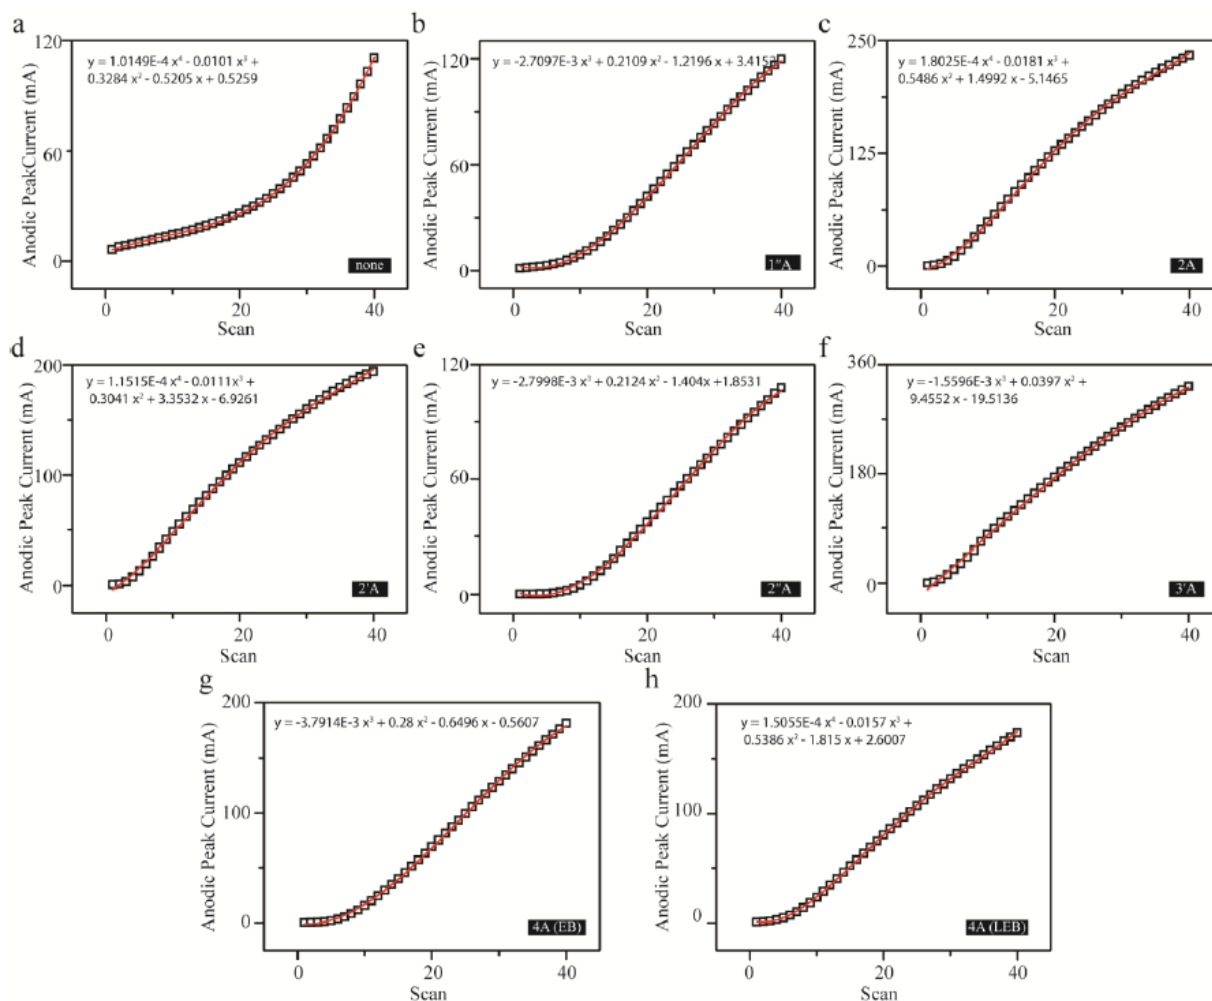 a
y = 1.0149E-4 x⁴ - 0.0101 x³ +
0.3284 x² - 0.5205 x + 0.5259
Anodic PeakCurrent (mA)
120
60
0
none
0 20 40
Scan
b
y = -2.7097E-3 x³ + 0.2109 x² - 1.2196 x + 3.4152
Anodic Peak Current (mA)
120
60
0
1"A
0 20 40
Scan
c
y = 1.8025E-4 x⁴ - 0.0181 x³ +
0.5486 x² + 1.4992 x - 5.1465
Anodic Peak Current (mA)
250
125
0
2A
0 20 40
Scan
d
y = 1.1515E-4 x⁴ - 0.0111x³ +
0.3041 x² + 3.3532 x - 6.9261
Anodic Peak Current (mA)
200
100
0
2'A
0 20 40
Scan
e
y = -2.7998E-3 x³ + 0.2124 x² - 1.404x +1.8531
Anodic Peak Current (mA)
120
60
0
2"A
0 20 40
Scan
f
y = -1.5596E-3 x³ + 0.0397 x² +
9.4552 x - 19.5136
Anodic Peak Current (mA)
360
180
0
3'A
0 20 40
Scan
g
y = -3.7914E-3 x³ + 0.28 x² - 0.6496 x - 0.5607
Anodic Peak Current (mA)
200
100
0
4A (EB)
0 20 40
Scan
h
y = 1.5055E-4 x⁴ - 0.0157 x³ +
0.5386 x² - 1.815 x + 2.6007
Anodic Peak Current (mA)
200
100
0
4A (LEB)
0 20 40
Scan